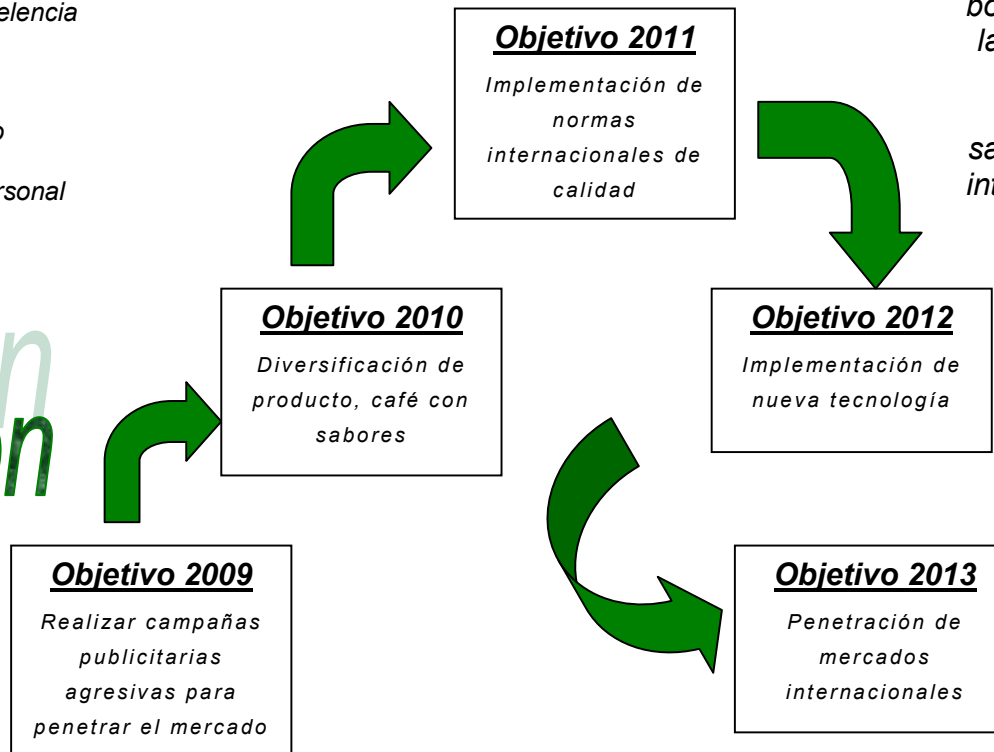 Objetivo 2011
Implementación de
normas
internacionales de
calidad
Objetivo 2010
Diversificación de
producto, café con
sabores
Objetivo 2012
Implementación de
nueva tecnología
Objetivo 2009
Realizar campañas
publicitarias
agresivas para
penetrar el mercado
Objetivo 2013
Penetración de
mercados
internacionales